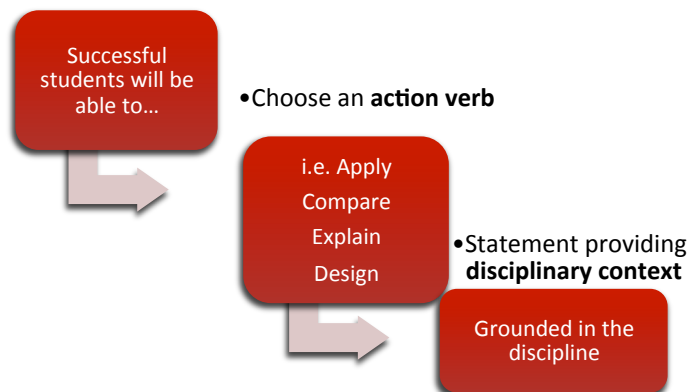 Successful
students will be
able to…
•Choose an action verb
i.e. Apply
Compare
Explain
Design
•Statement providing
disciplinary context
Grounded in the
discipline